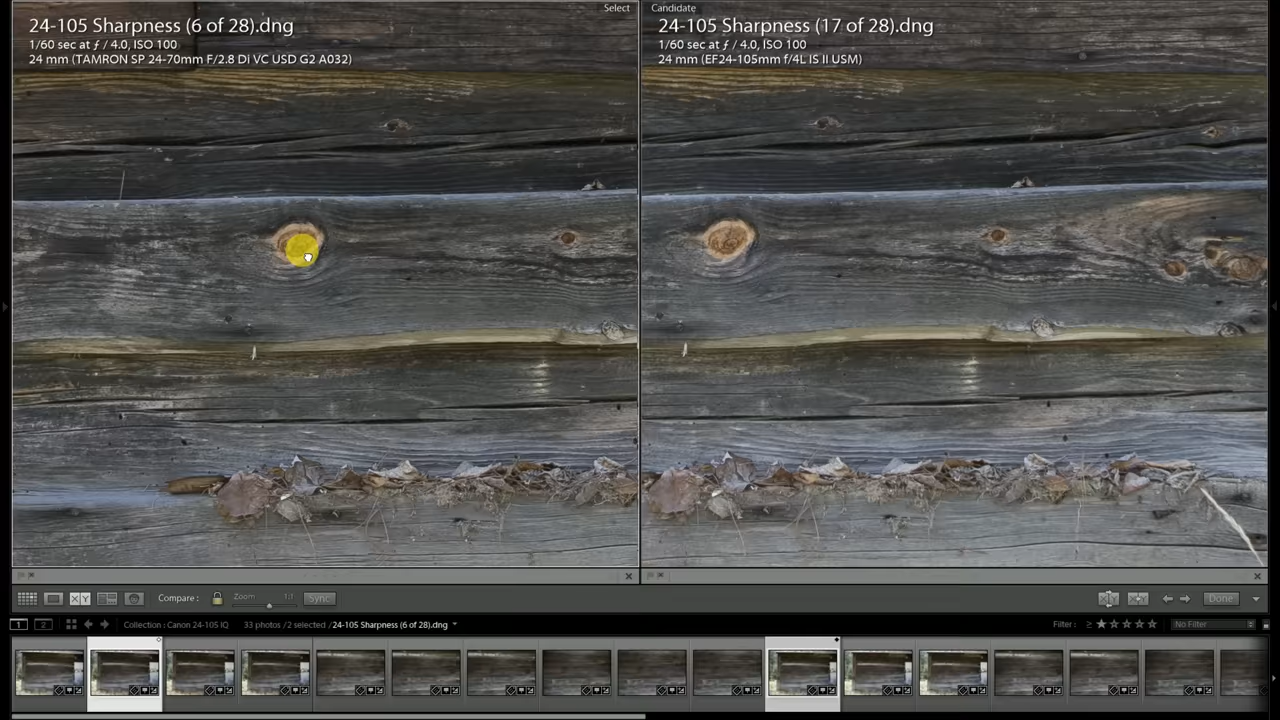 Select
24-105 Sharpness (6 of 28).dng
1/60 sec at ƒ / 4.0, ISO 100
24 mm (TAMRON SP 24-70mm F/2.8 Di VC USD G2 A032)
Candidate
24-105 Sharpness (17 of 28).dng
1/60 sec at ƒ / 4.0, ISO 100
24 mm (EF24-105mm f/4L IS II USM)
XY Compare : Zoom 1:1 Sync Done
1 2 Collection : Canon 24-105 IQ 33 photos /2 selected /24-105 Sharpness (6 of 28).dng Filter : ≥ ★ ★ ★ ★ ★ No Filter